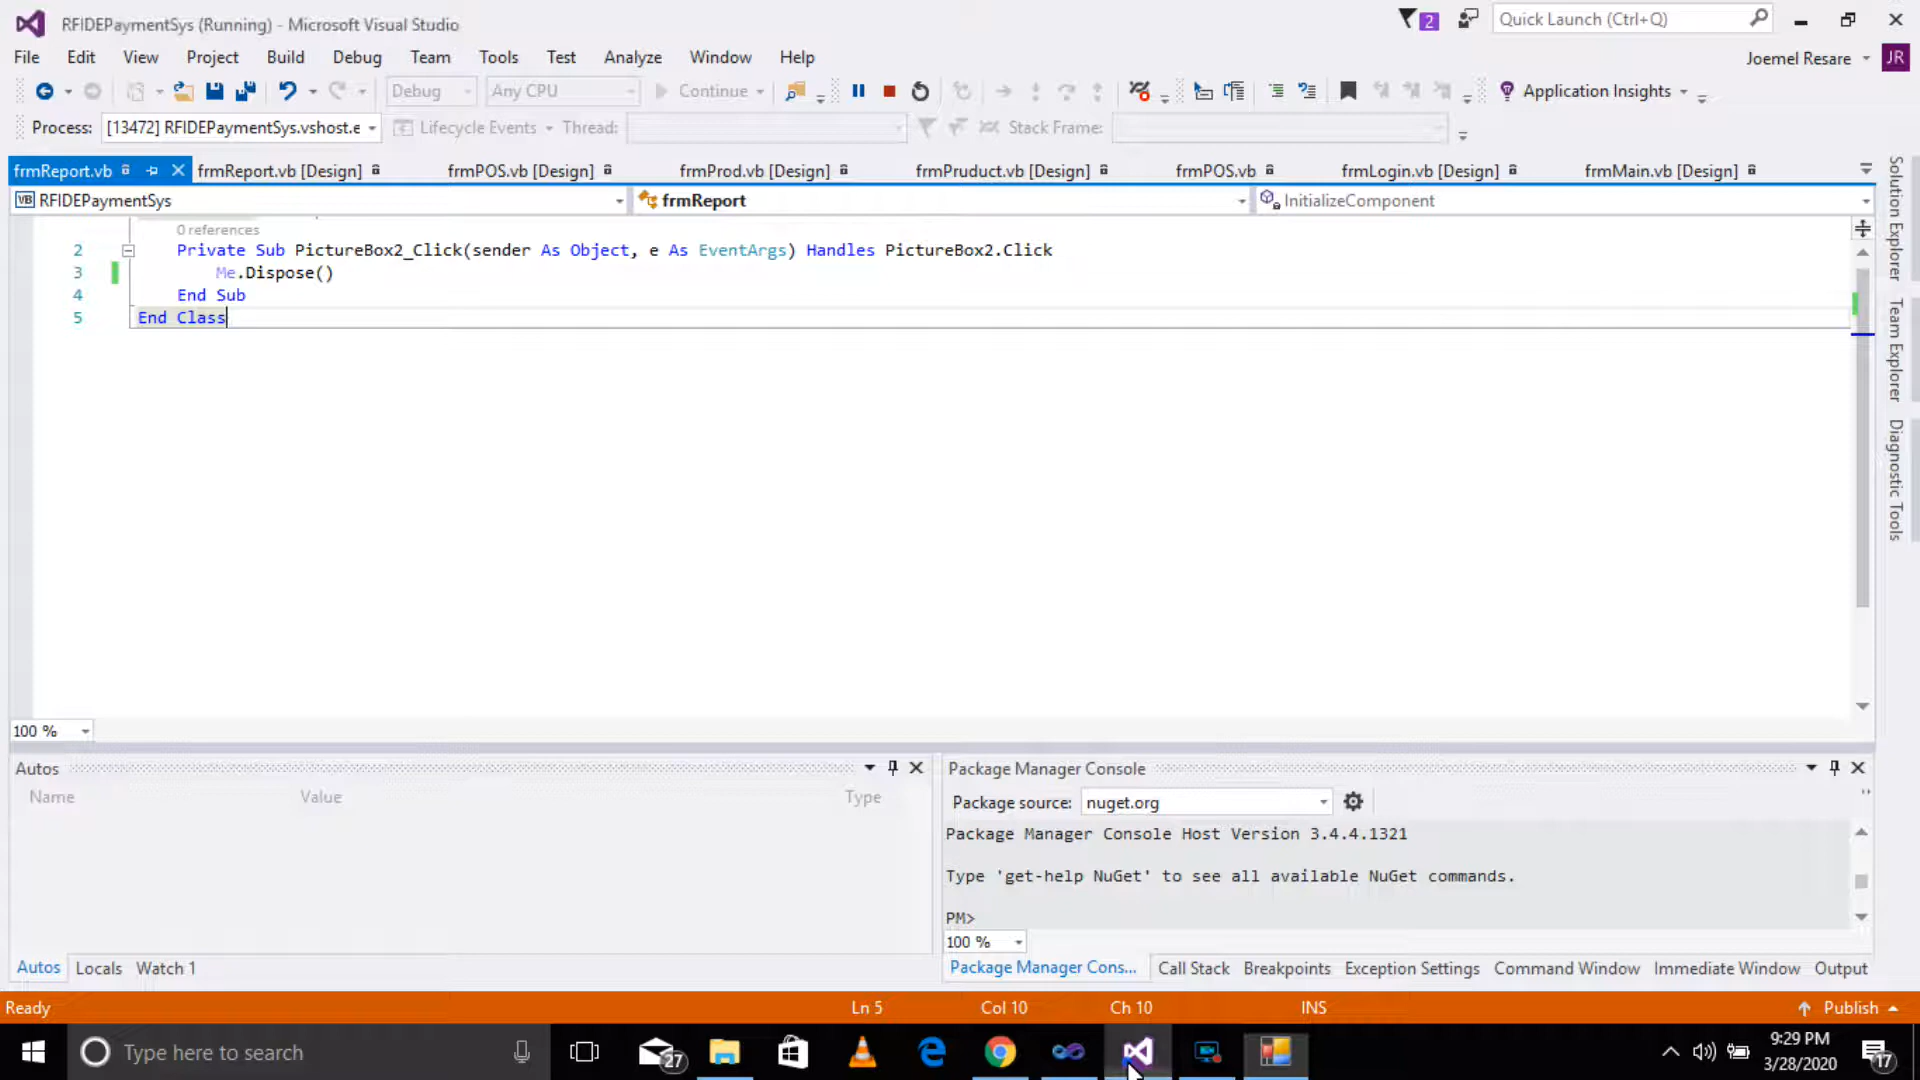 RFIDEPaymentSys (Running) - Microsoft Visual Studio
2
Quick Launch (Ctrl+Q)
File Edit View Project Build Debug Team Tools Test Analyze Window Help
Joemel Resare
JR
Debug
Any CPU
Continue
Application Insights
Process: [13472] RFIDEPaymentSys.vshost.e
Lifecycle Events
Thread:
Stack Frame:
frmReport.vb
frmReport.vb [Design]
frmPOS.vb [Design]
frmProd.vb [Design]
frmPruduct.vb [Design]
frmPOS.vb
frmLogin.vb [Design]
frmMain.vb [Design]
VB RFIDEPaymentSys
frmReport
InitializeComponent
0 references
2 Private Sub PictureBox2_Click(sender As Object, e As EventArgs) Handles PictureBox2.Click
3 Me.Dispose()
4 End Sub
5 End Class
Solution Explorer
Team Explorer
Diagnostic Tools
100 %
Autos
Name Value Type
Autos Locals Watch 1
Package Manager Console
Package source: nuget.org
Package Manager Console Host Version 3.4.4.1321
Type 'get-help NuGet' to see all available NuGet commands.
PM>
100 %
Package Manager Cons... Call Stack Breakpoints Exception Settings Command Window Immediate Window Output
Ready
Ln 5
Col 10
Ch 10
INS
Publish
Type here to search
27
9:29 PM
3/28/2020
17